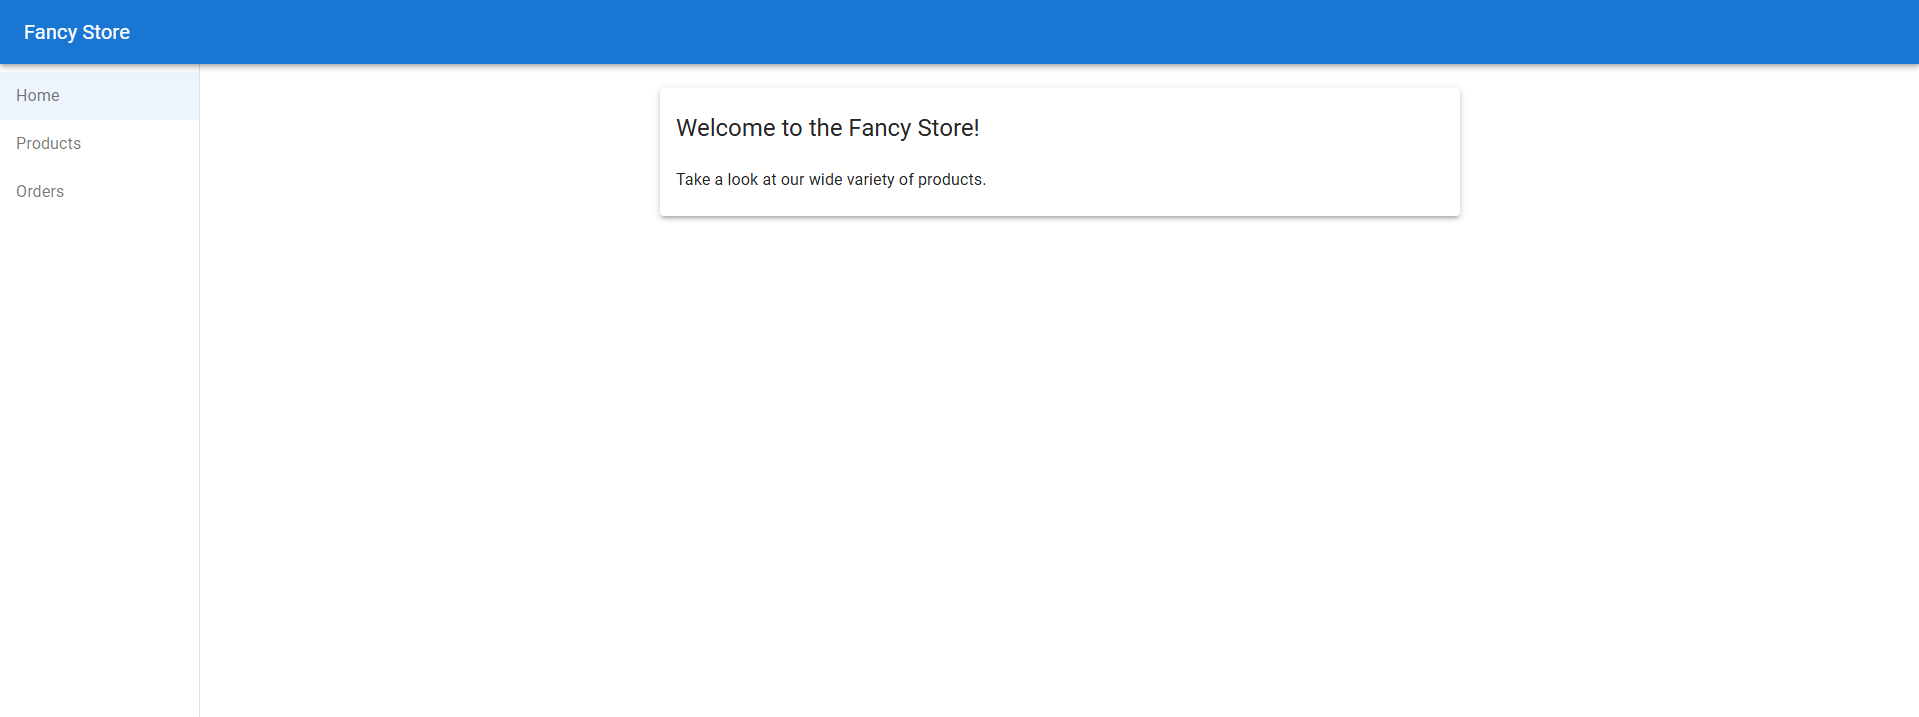 Fancy Store
Home
Products
Orders
Welcome to the Fancy Store!
Take a look at our wide variety of products.